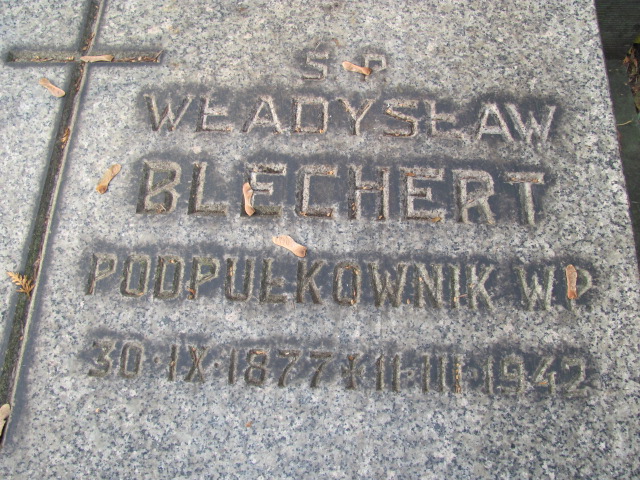 Ś P
WŁADYSŁAW
BLECHERT
PODPUŁKOWNIK W.P
30·IX·1877 ✝ 11·III·1942